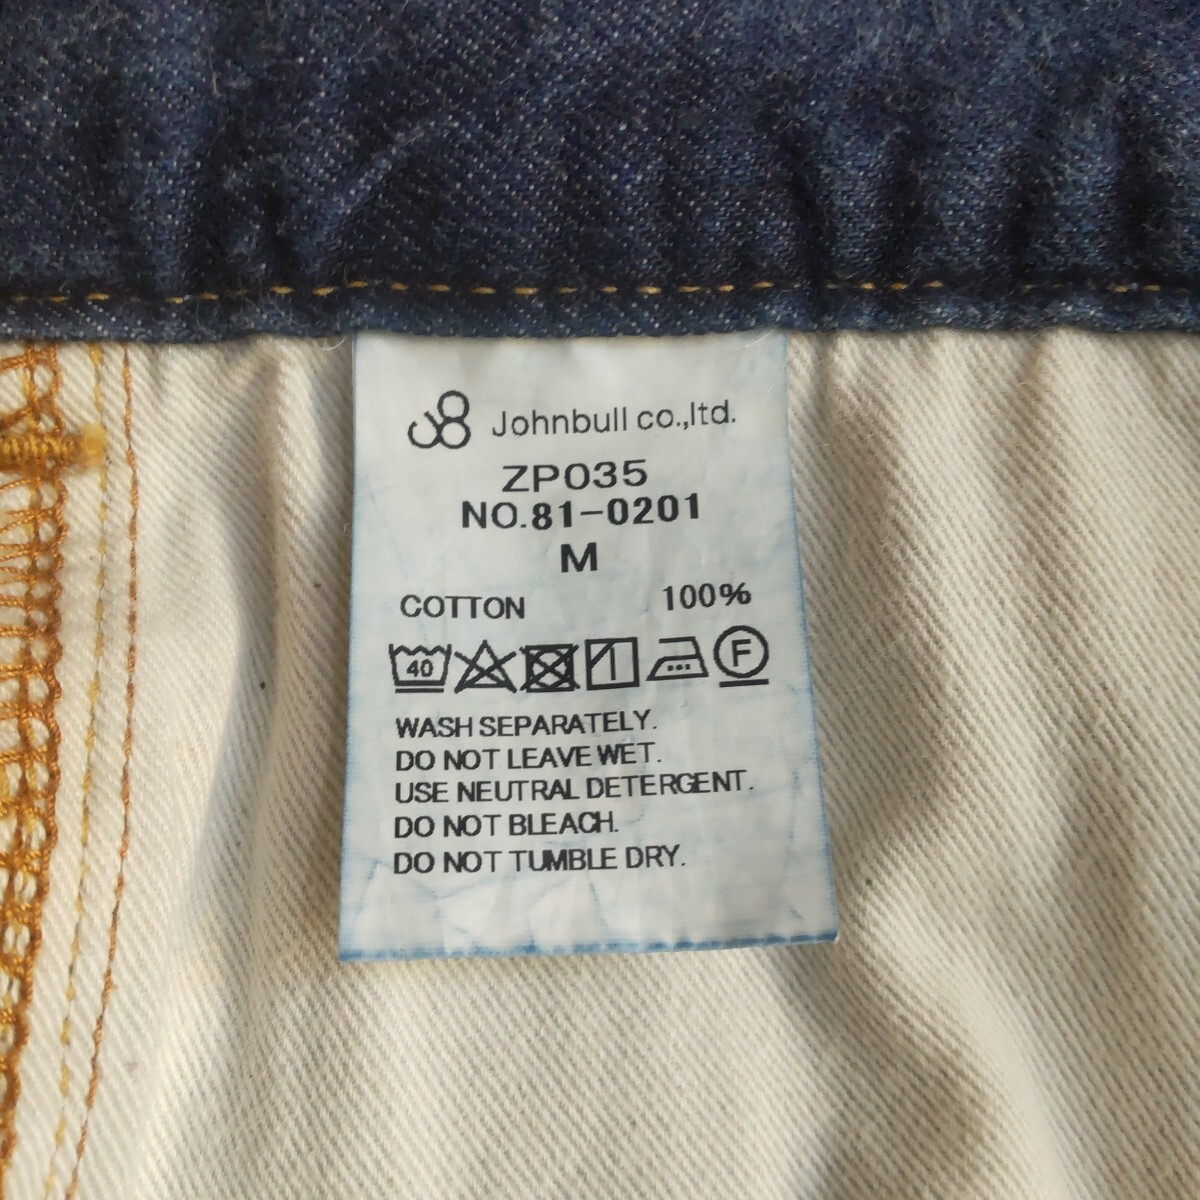 Johnbull co.,ltd.
ZP035
NO.81-0201
M
COTTON 100%
40 F
WASH SEPARATELY.
DO NOT LEAVE WET.
USE NEUTRAL DETERGENT.
DO NOT BLEACH.
DO NOT TUMBLE DRY.